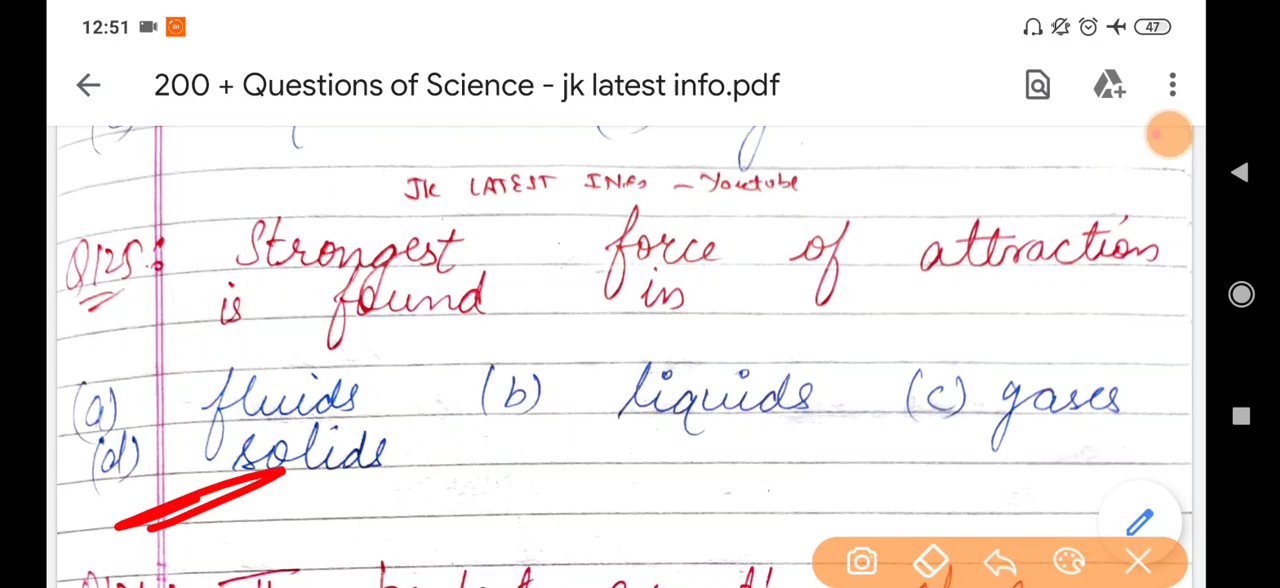 12:51
47
200 + Questions of Science - jk latest info.pdf
JK LATEST INFO - Youtube
Q125: Strongest force of attraction
is found in
(a) fluids (b) liquids (c) gases
(d) solids